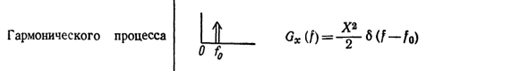 Гармонического процесса
0 f₀
Gₓ (f) = X²/2 δ (f—f₀)